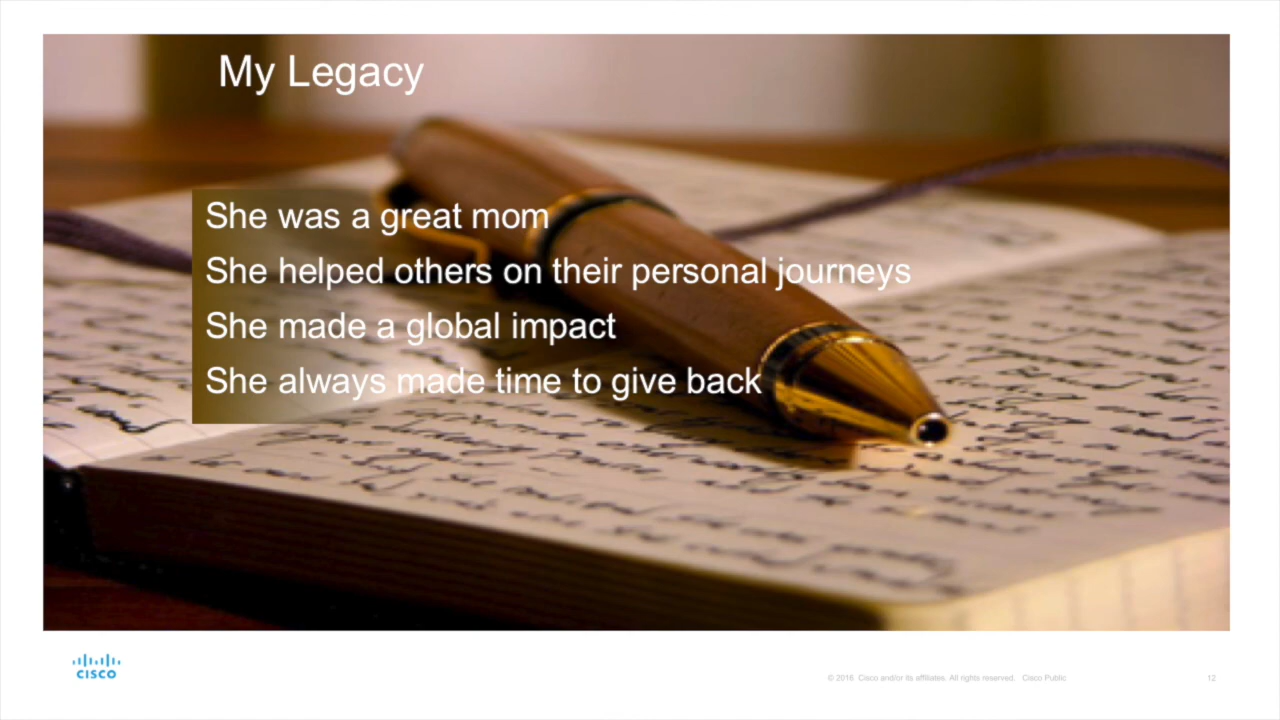 My Legacy
She was a great mom
She helped others on their personal journeys
She made a global impact
She always made time to give back
CISCO
© 2016 Cisco and/or its affiliates. All rights reserved. Cisco Public
12